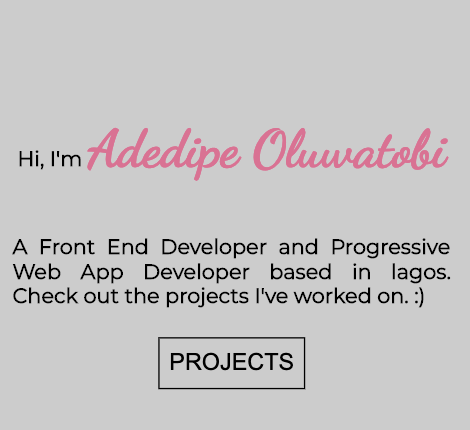 Hi, I'm Adedipe Oluwatobi
A Front End Developer and Progressive
Web App Developer based in lagos.
Check out the projects I've worked on. :)
PROJECTS